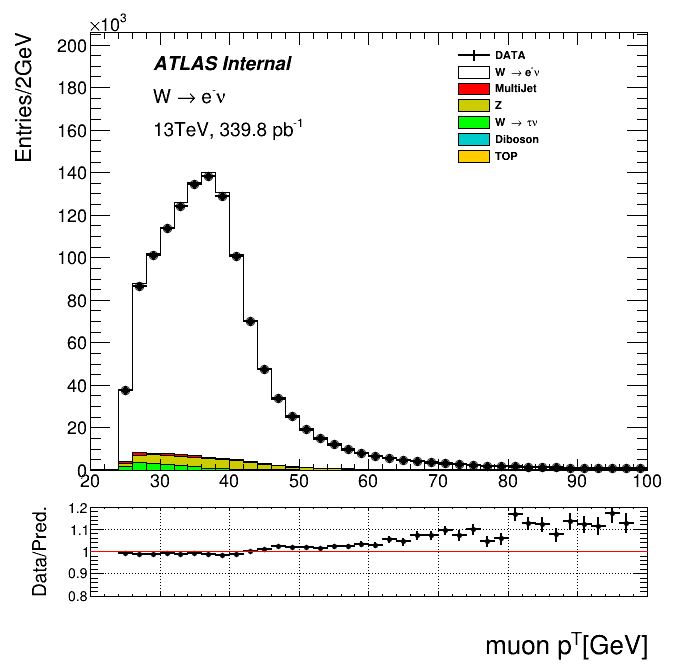 ×10³
Entries/2GeV
200
180
160
140
120
100
80
60
40
20
0
ATLAS Internal
W → e⁻ν
13TeV, 339.8 pb⁻¹
DATA
W → e⁻ν
MultiJet
Z
W → τν
Diboson
TOP
20 30 40 50 60 70 80 90 100
Data/Pred.
1.2
1.1
1
0.9
0.8
muon pᵀ[GeV]